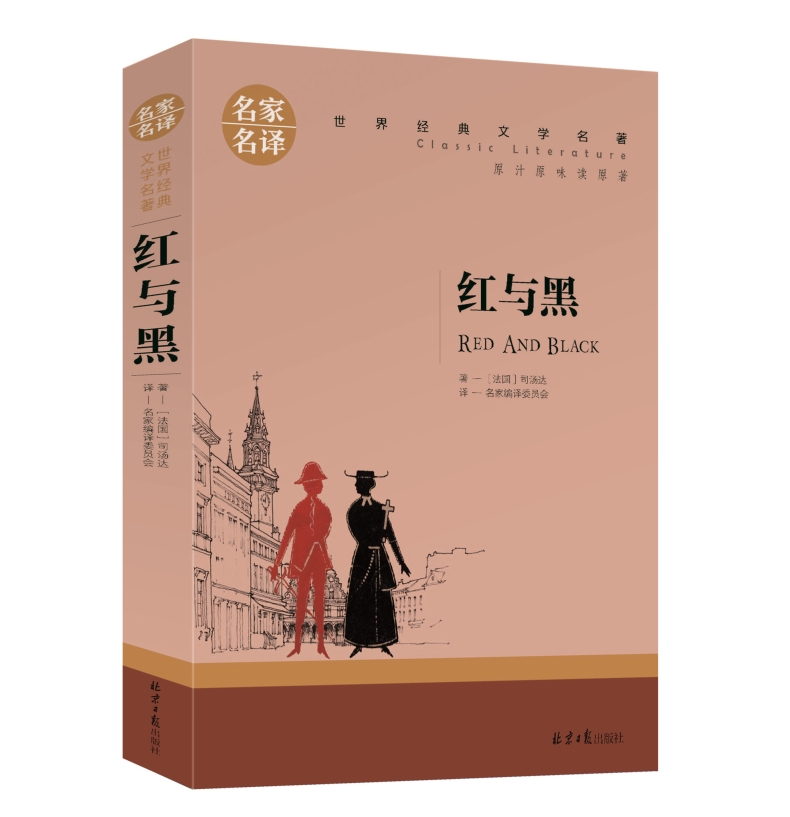 名家
名译
世界经典文学名著
Classic Literature
原汁原味读原著
红与黑
RED AND BLACK
著一［法国］司汤达
译一名家编译委员会
北京日报出版社
名家
名译
世界经典
文学名著
红与黑
著一［法国］司汤达
译一名家编译委员会
北京日报出版社